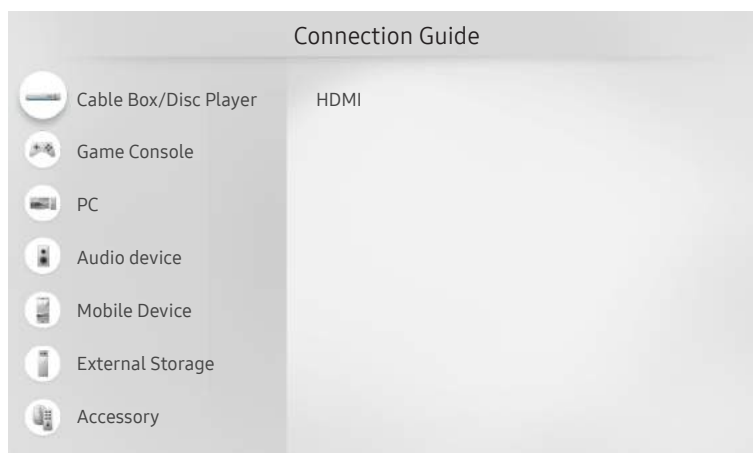 Connection Guide
Cable Box/Disc Player
HDMI
Game Console
PC
Audio device
Mobile Device
External Storage
Accessory